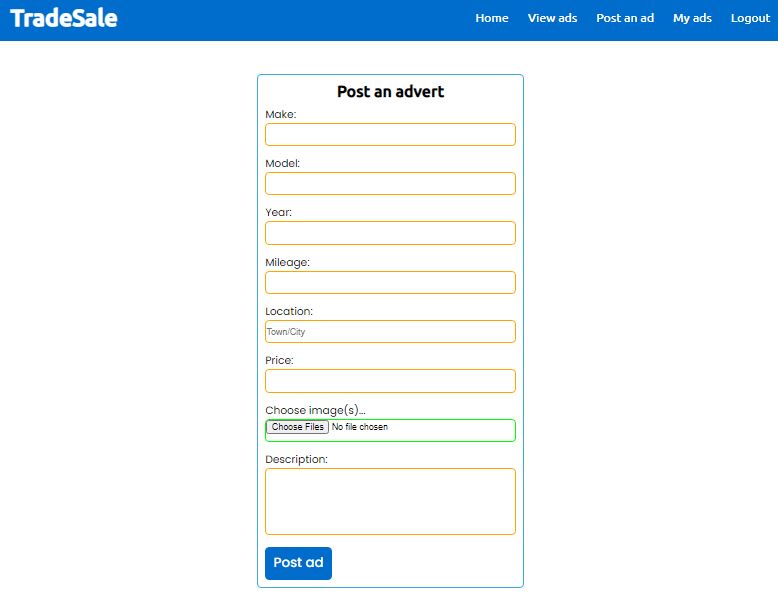 TradeSale
Home View ads Post an ad My ads Logout
Post an advert
Make:
Model:
Year:
Mileage:
Location:
Town/City
Price:
Choose image(s)...
Choose Files No file chosen
Description:
Post ad